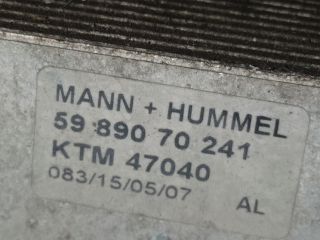 MANN + HUMMEL
59 890 70 241
KTM 47040
083/15/05/07 AL